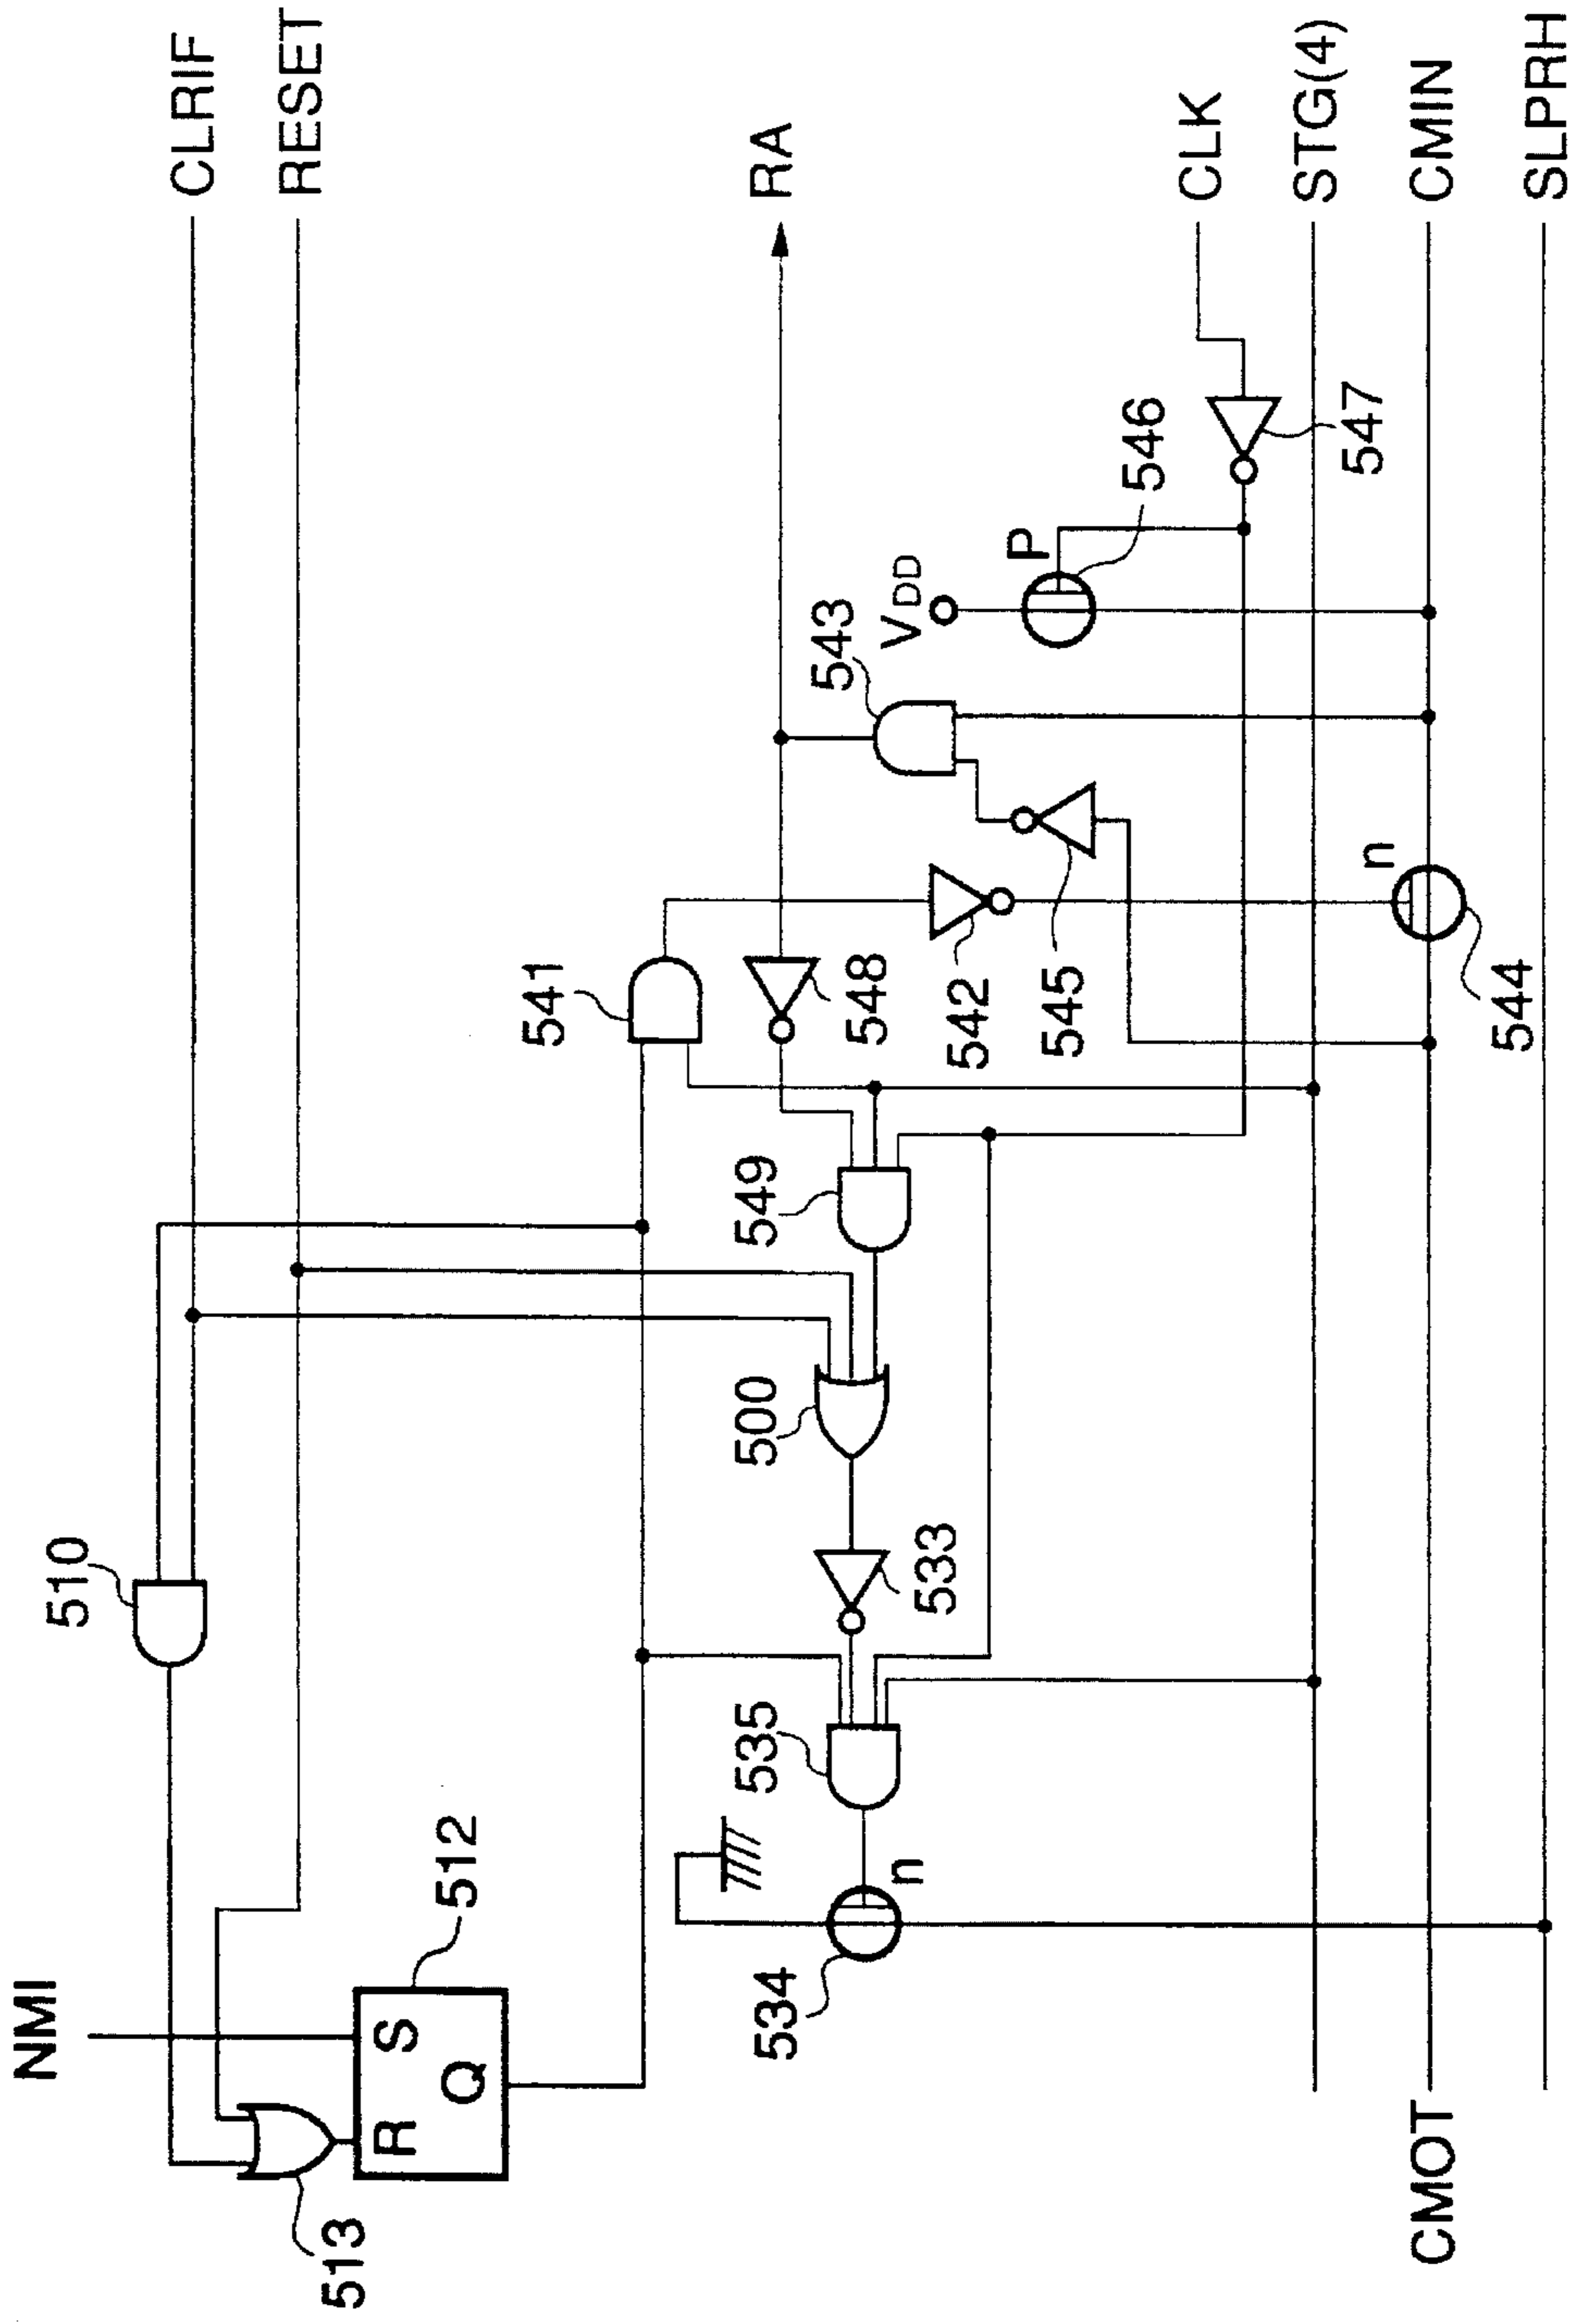 NMI
CLRIF
RESET
510
513
R
S
Q
512
541
RA
534
n
535
533
500
549
548
543
V DD
P
546
CLK
542
545
547
STG(4)
n
544
CMOT
CMIN
SLPRH